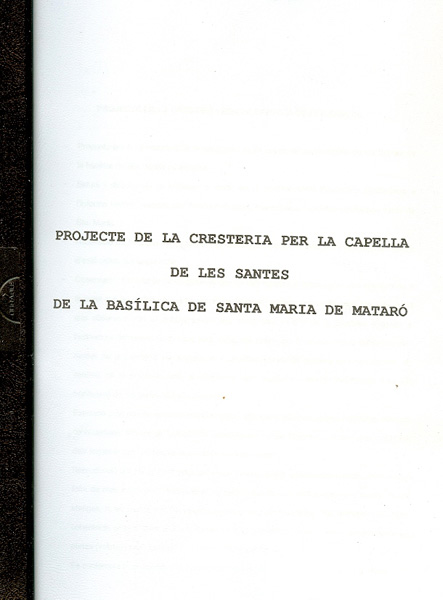 PROJECTE DE LA CRESTERIA PER LA CAPELLA
DE LES SANTES
DE LA BASÍLICA DE SANTA MARIA DE MATARÓ